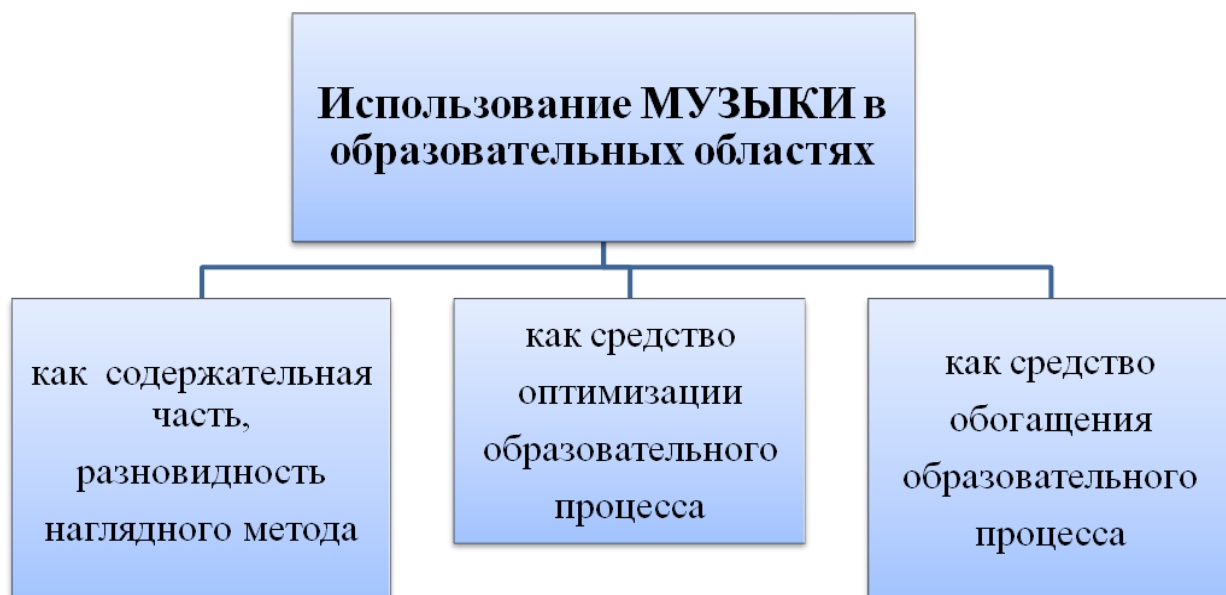 Использование МУЗЫКИ в
образовательных областях
как содержательная
часть,
разновидность
наглядного метода
как средство
оптимизации
образовательного
процесса
как средство
обогащения
образовательного
процесса